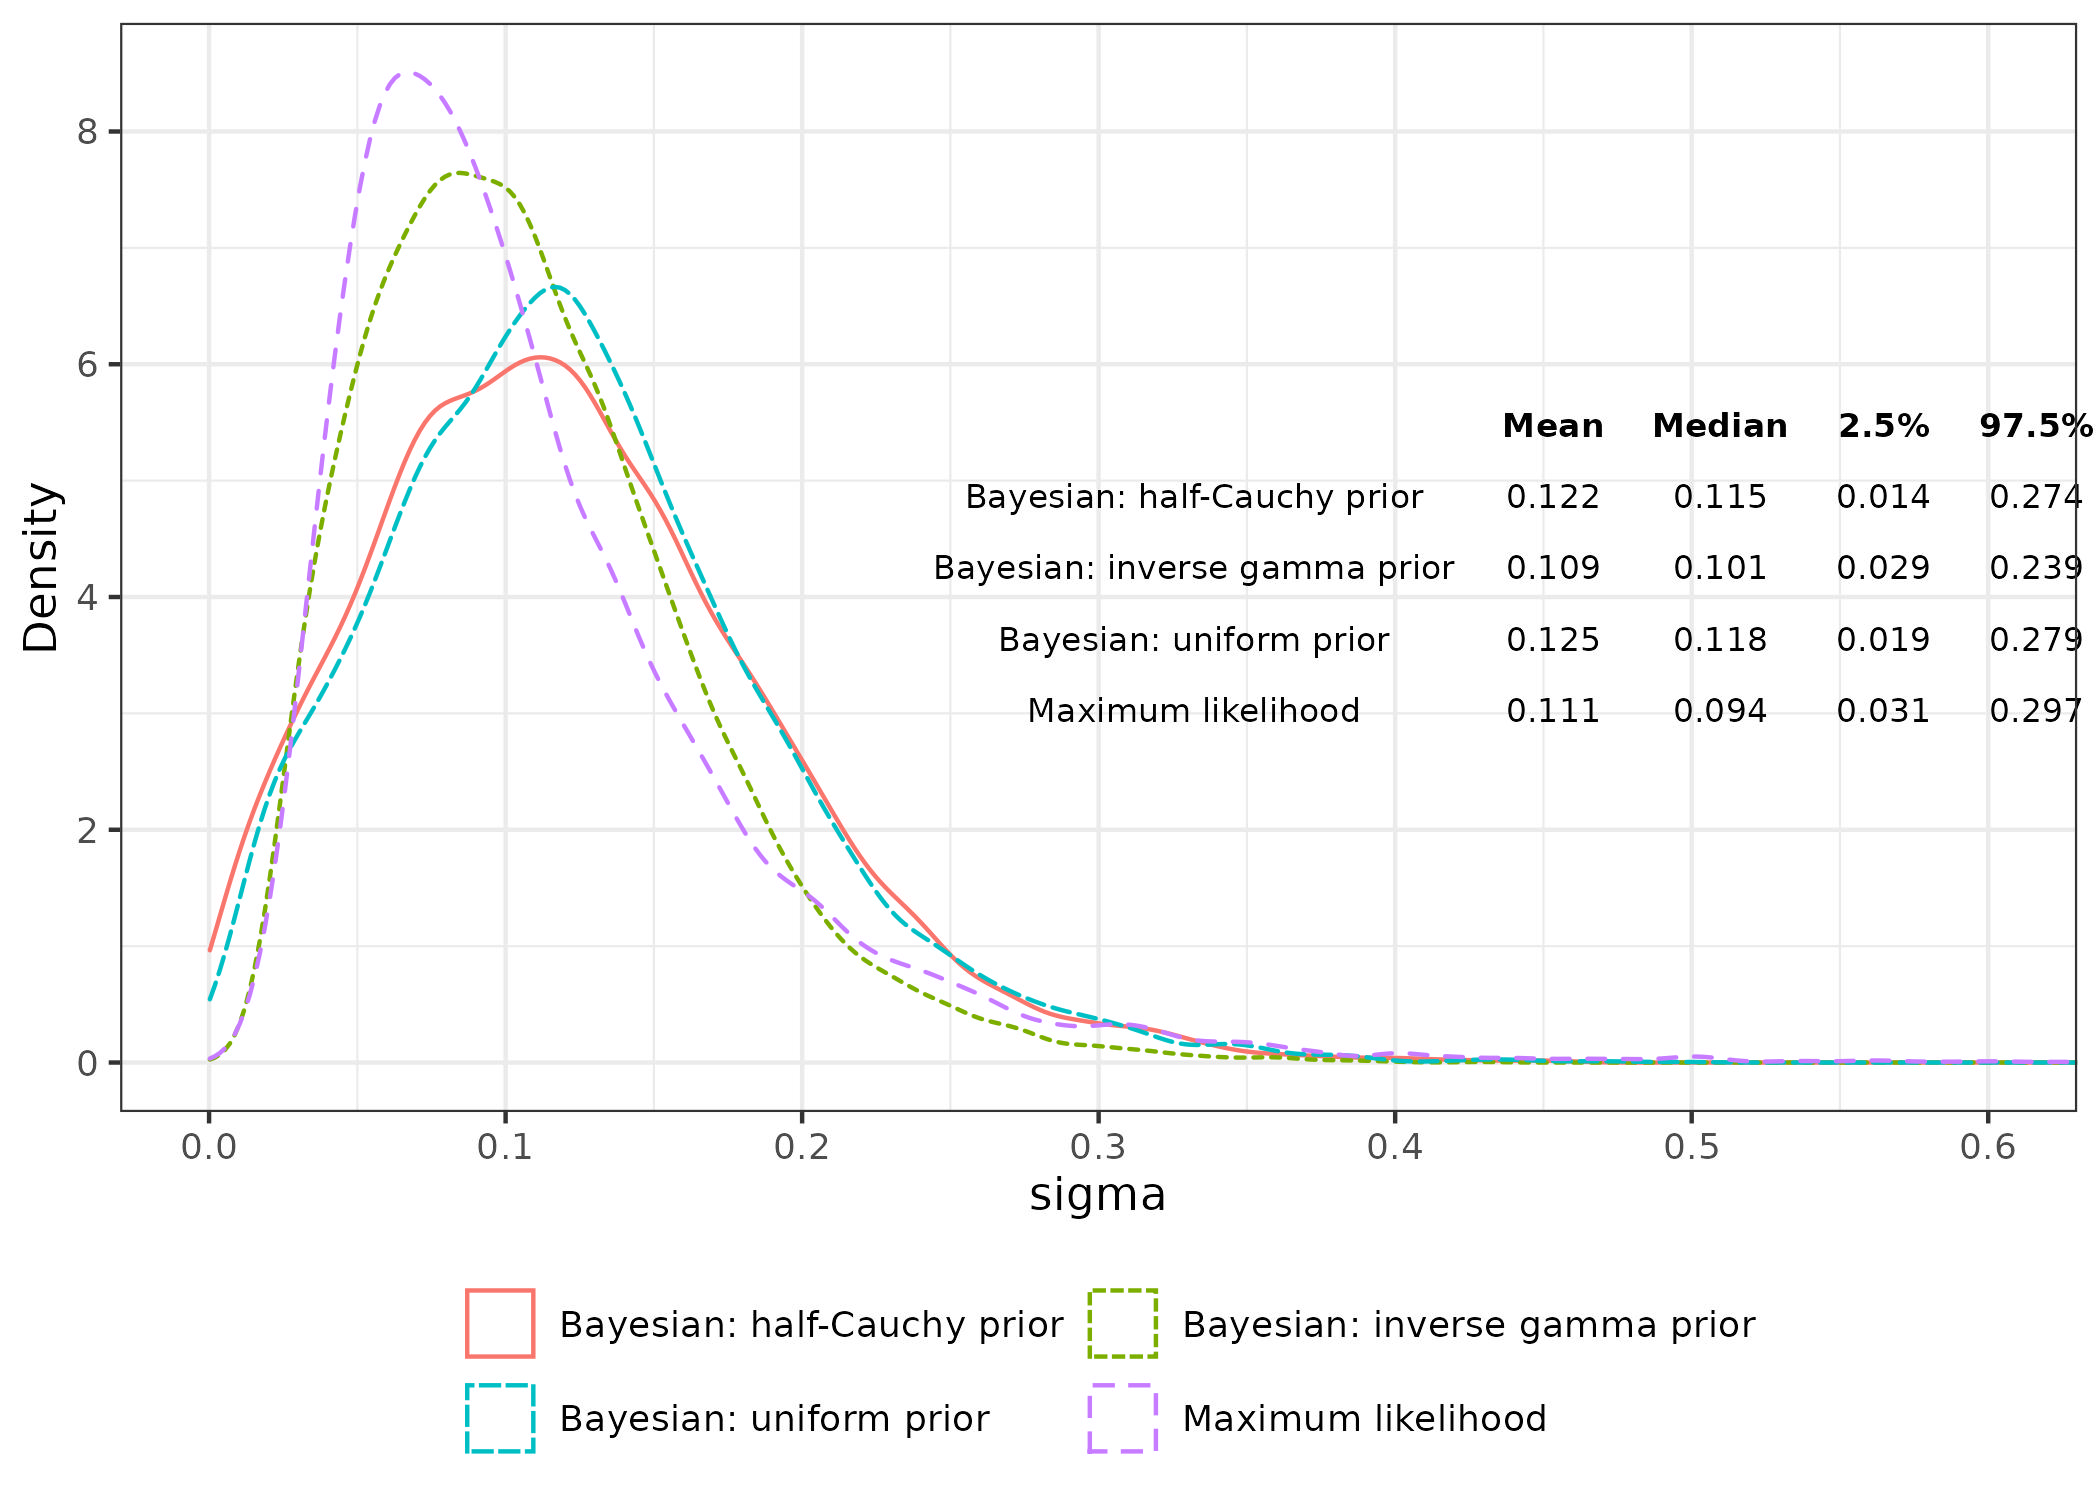 8
6
4
2
0
Density
Mean Median 2.5% 97.5%
Bayesian: half-Cauchy prior 0.122 0.115 0.014 0.274
Bayesian: inverse gamma prior 0.109 0.101 0.029 0.239
Bayesian: uniform prior 0.125 0.118 0.019 0.279
Maximum likelihood 0.111 0.094 0.031 0.297
0.0 0.1 0.2 0.3 0.4 0.5 0.6
sigma
Bayesian: half-Cauchy prior Bayesian: inverse gamma prior
Bayesian: uniform prior Maximum likelihood